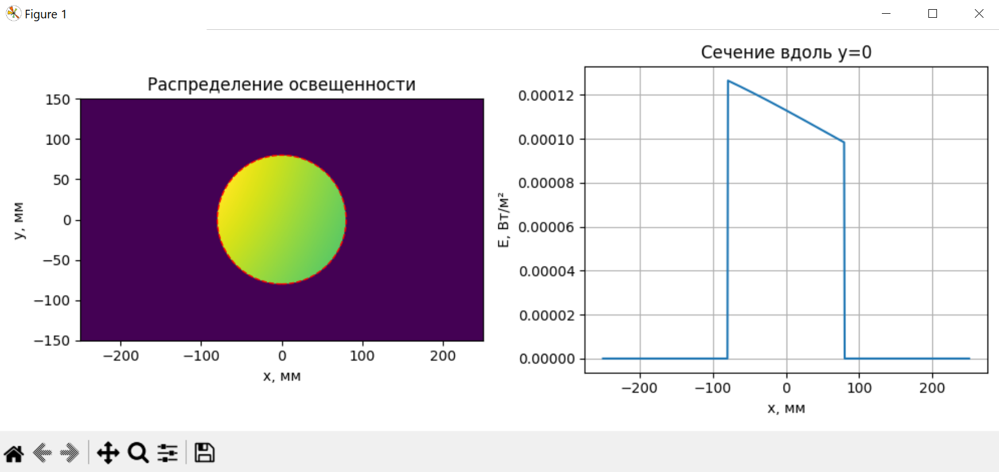 Figure 1
Распределение освещенности
150
100
50
0
−50
−100
−150
y, мм
−200 −100 0 100 200
x, мм
Сечение вдоль y=0
0.00012
0.00010
0.00008
0.00006
0.00004
0.00002
0.00000
E, Вт/м²
−200 −100 0 100 200
x, мм